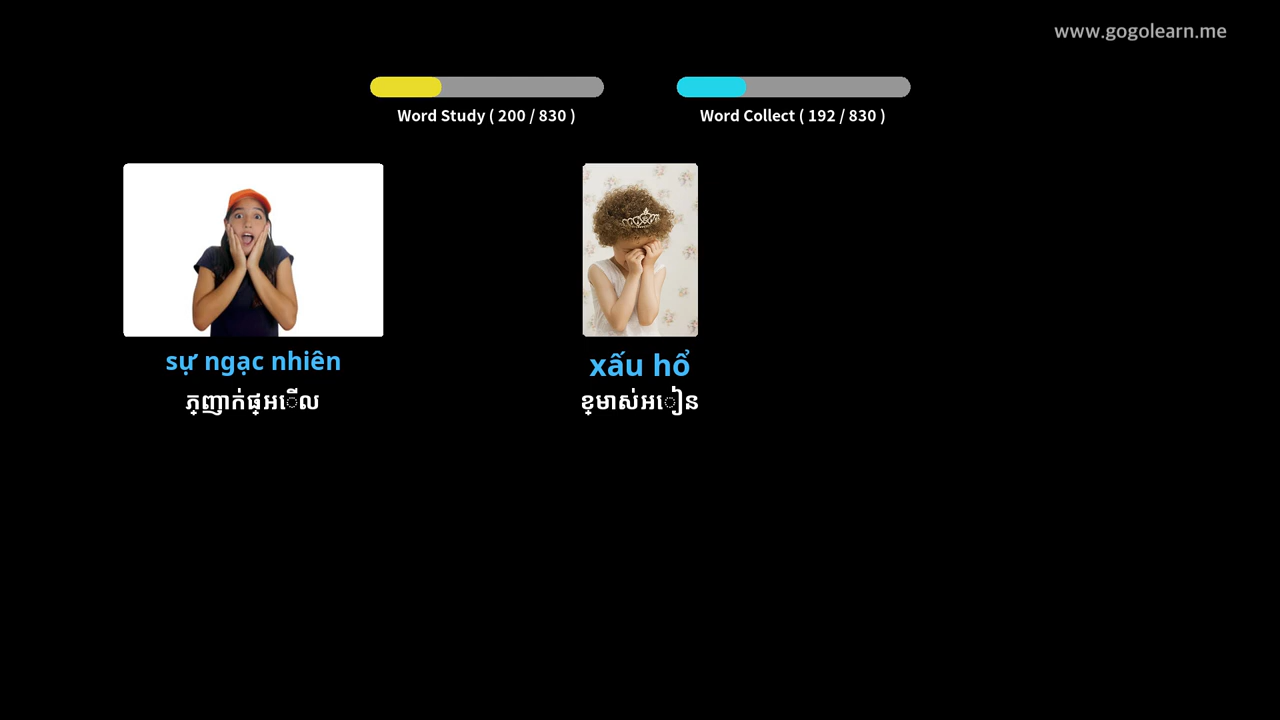 www.gogolearn.me
Word Study ( 200 / 830 )
Word Collect ( 192 / 830 )
sự ngạc nhiên
xấu hổ
ភ្ញាក់ផ្អើល
ខ្មាស់អៀន